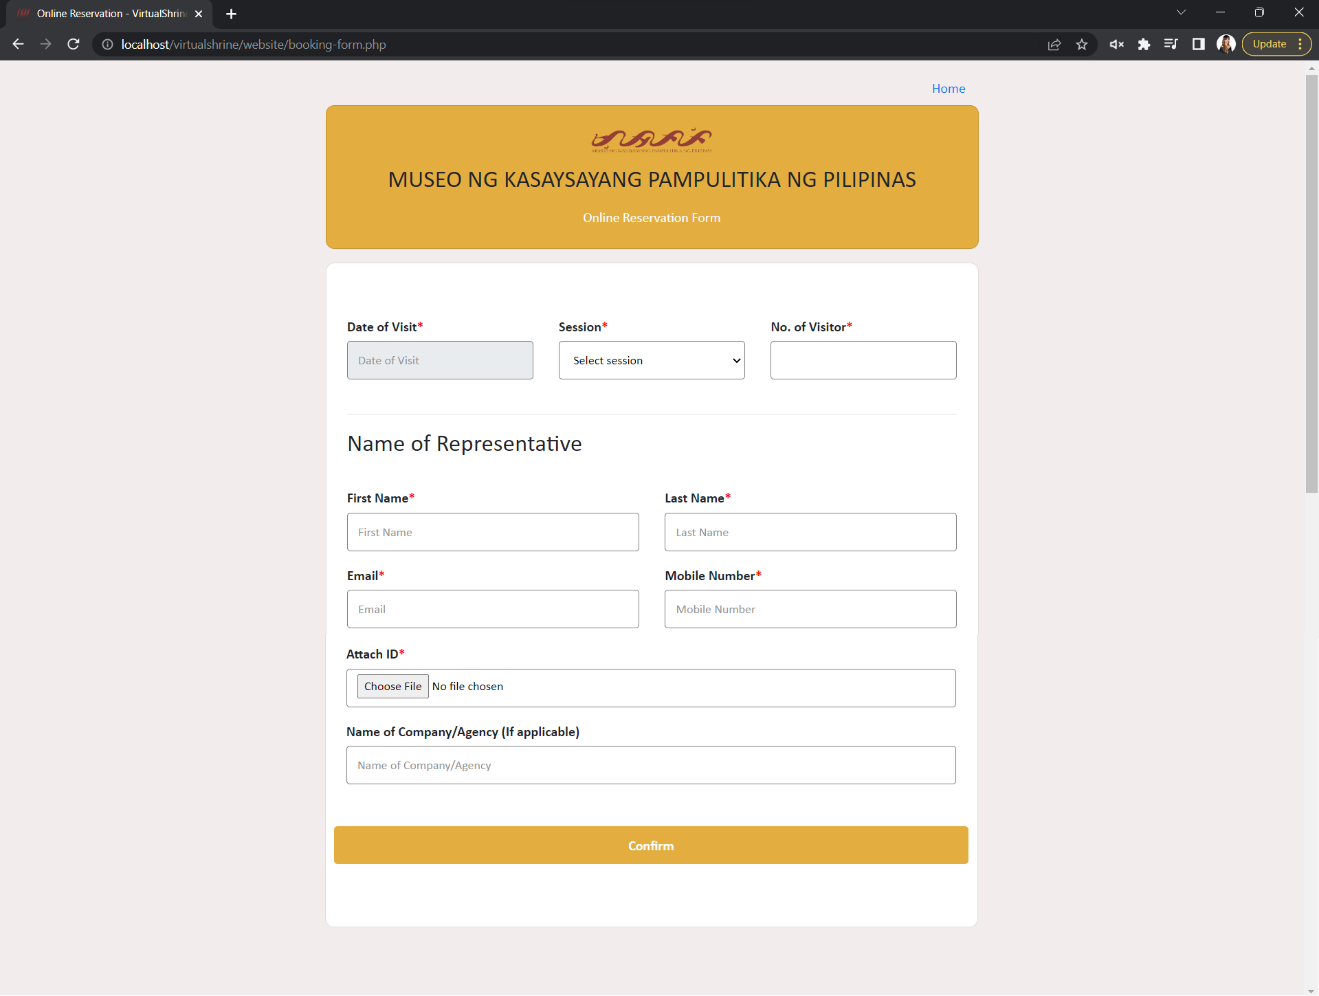 Online Reservation - VirtualShrin
localhost/virtualshrine/website/booking-form.php
Update
Home
MUSEO NG KASAYSAYANG PAMPULITIKA NG PILIPINAS
Online Reservation Form
Date of Visit* Session* No. of Visitor*
Date of Visit Select session
Name of Representative
First Name* Last Name*
First Name Last Name
Email* Mobile Number*
Email Mobile Number
Attach ID*
Choose File No file chosen
Name of Company/Agency (If applicable)
Name of Company/Agency
Confirm